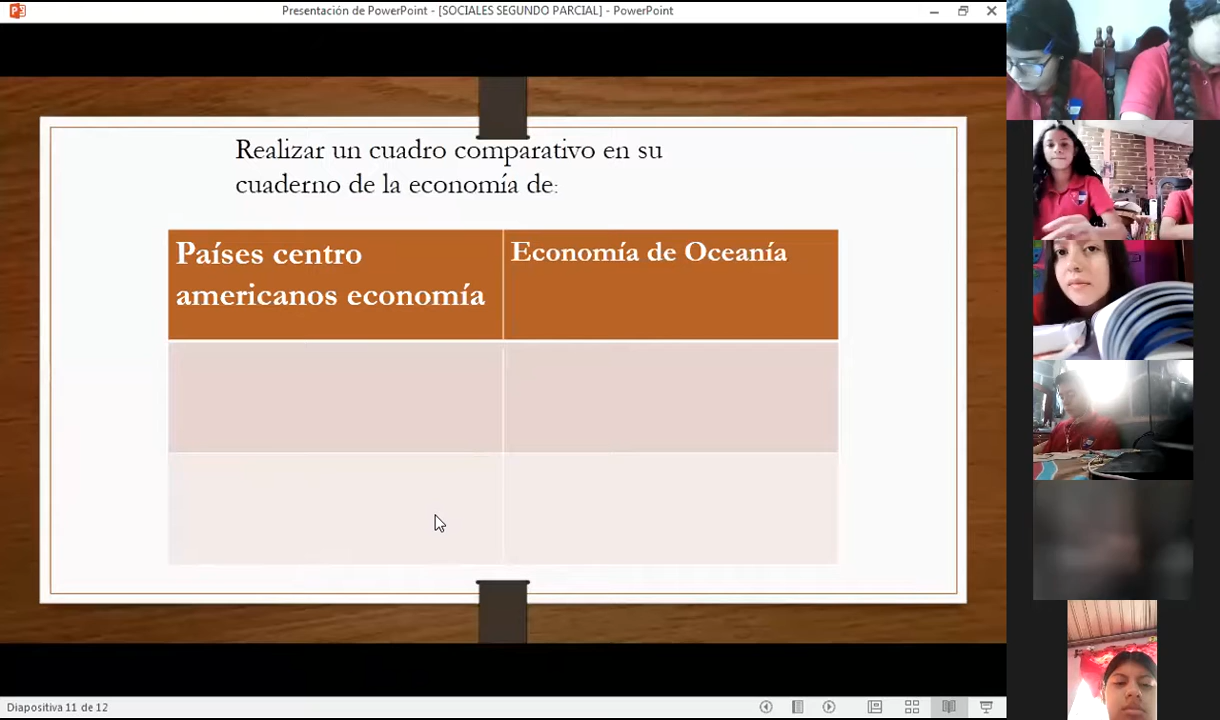 Presentación de PowerPoint - [SOCIALES SEGUNDO PARCIAL] - PowerPoint
Realizar un cuadro comparativo en su
cuaderno de la economía de:
Países centro
americanos economía
Economía de Oceanía
Diapositiva 11 de 12